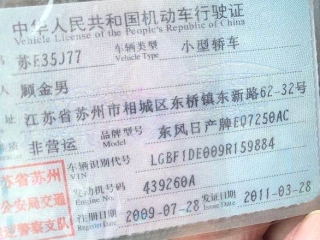 中华人民共和国机动车行驶证
Vehicle License of the People's Republic of China
苏E35J77 车辆类型 Vehicle Type 小型轿车
顾金男
江苏省苏州市相城区东桥镇东新路62-32号
非营运 品牌型号 东风日产牌EQ7250AC
车辆识别代号 LGBF1DE009R159884
发动机号码 Engine No. 439260A
注册日期 Register Date 2009-07-28 发证日期 Issue Date 2011-03-28
苏省苏州
公安局交通
巡逻警察支队